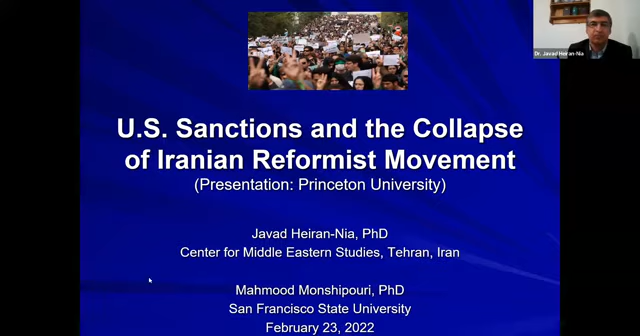 U.S. Sanctions and the Collapse
of Iranian Reformist Movement
(Presentation: Princeton University)
Javad Heiran-Nia, PhD
Center for Middle Eastern Studies, Tehran, Iran
Mahmood Monshipouri, PhD
San Francisco State University
February 23, 2022
Dr. Javad Heiran-Nia